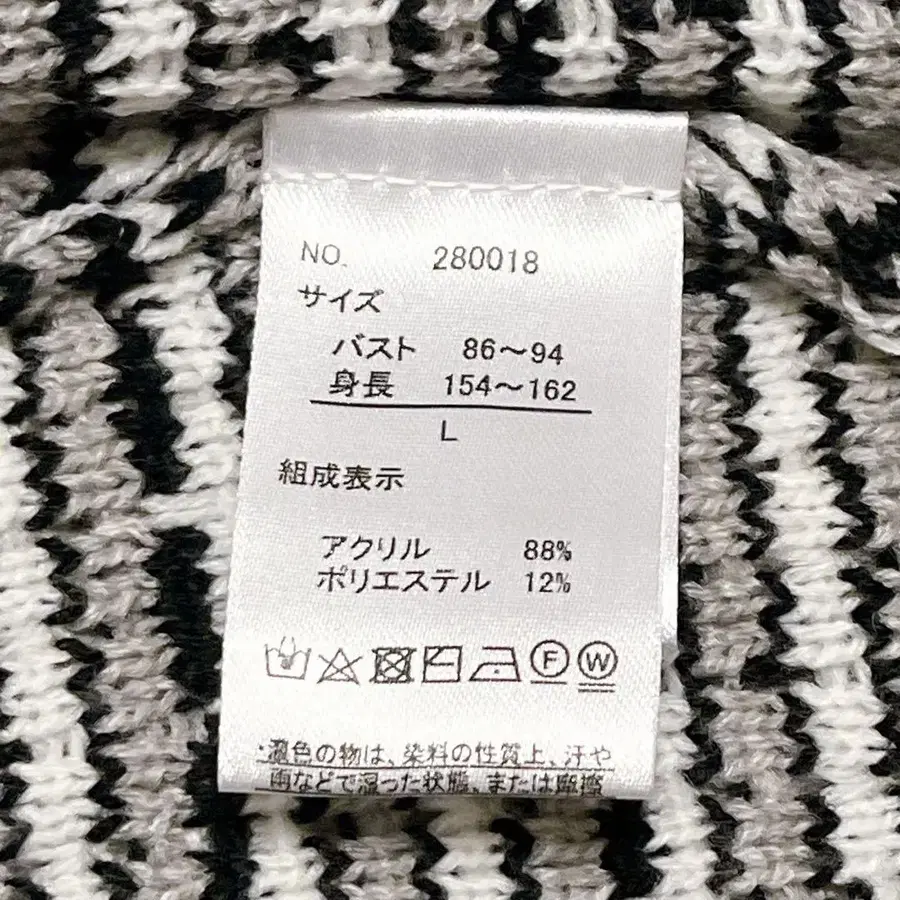 NO. 280018
サイズ
バスト 86～94
身長 154～162
L
組成表示
アクリル 88%
ポリエステル 12%
F W
・濃色の物は、染料の性質上、汗や
雨などで湿った状態、または摩擦